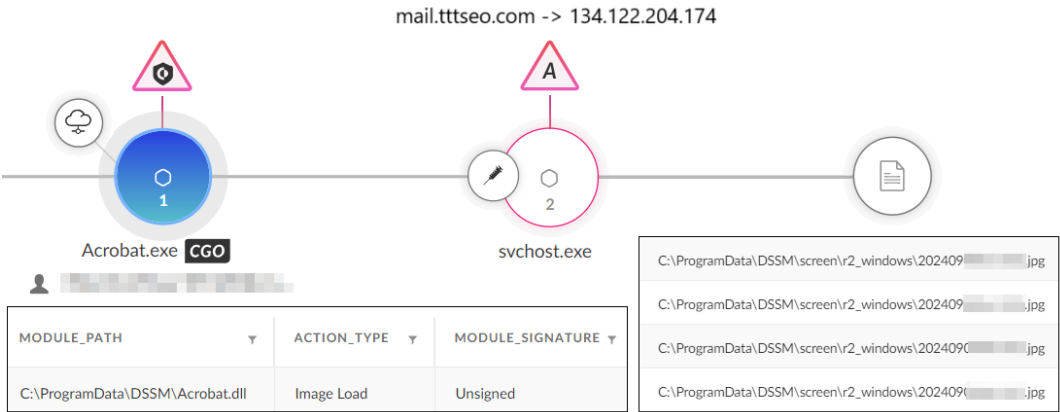 mail.tttseo.com -> 134.122.204.174
A
1
2
Acrobat.exe CGO
svchost.exe
MODULE_PATH ACTION_TYPE MODULE_SIGNATURE
C:\ProgramData\DSSM\Acrobat.dll Image Load Unsigned
C:\ProgramData\DSSM\screen\r2_windows\202409 .jpg
C:\ProgramData\DSSM\screen\r2_windows\202409 .jpg
C:\ProgramData\DSSM\screen\r2_windows\202409 .jpg
C:\ProgramData\DSSM\screen\r2_windows\202409 .jpg